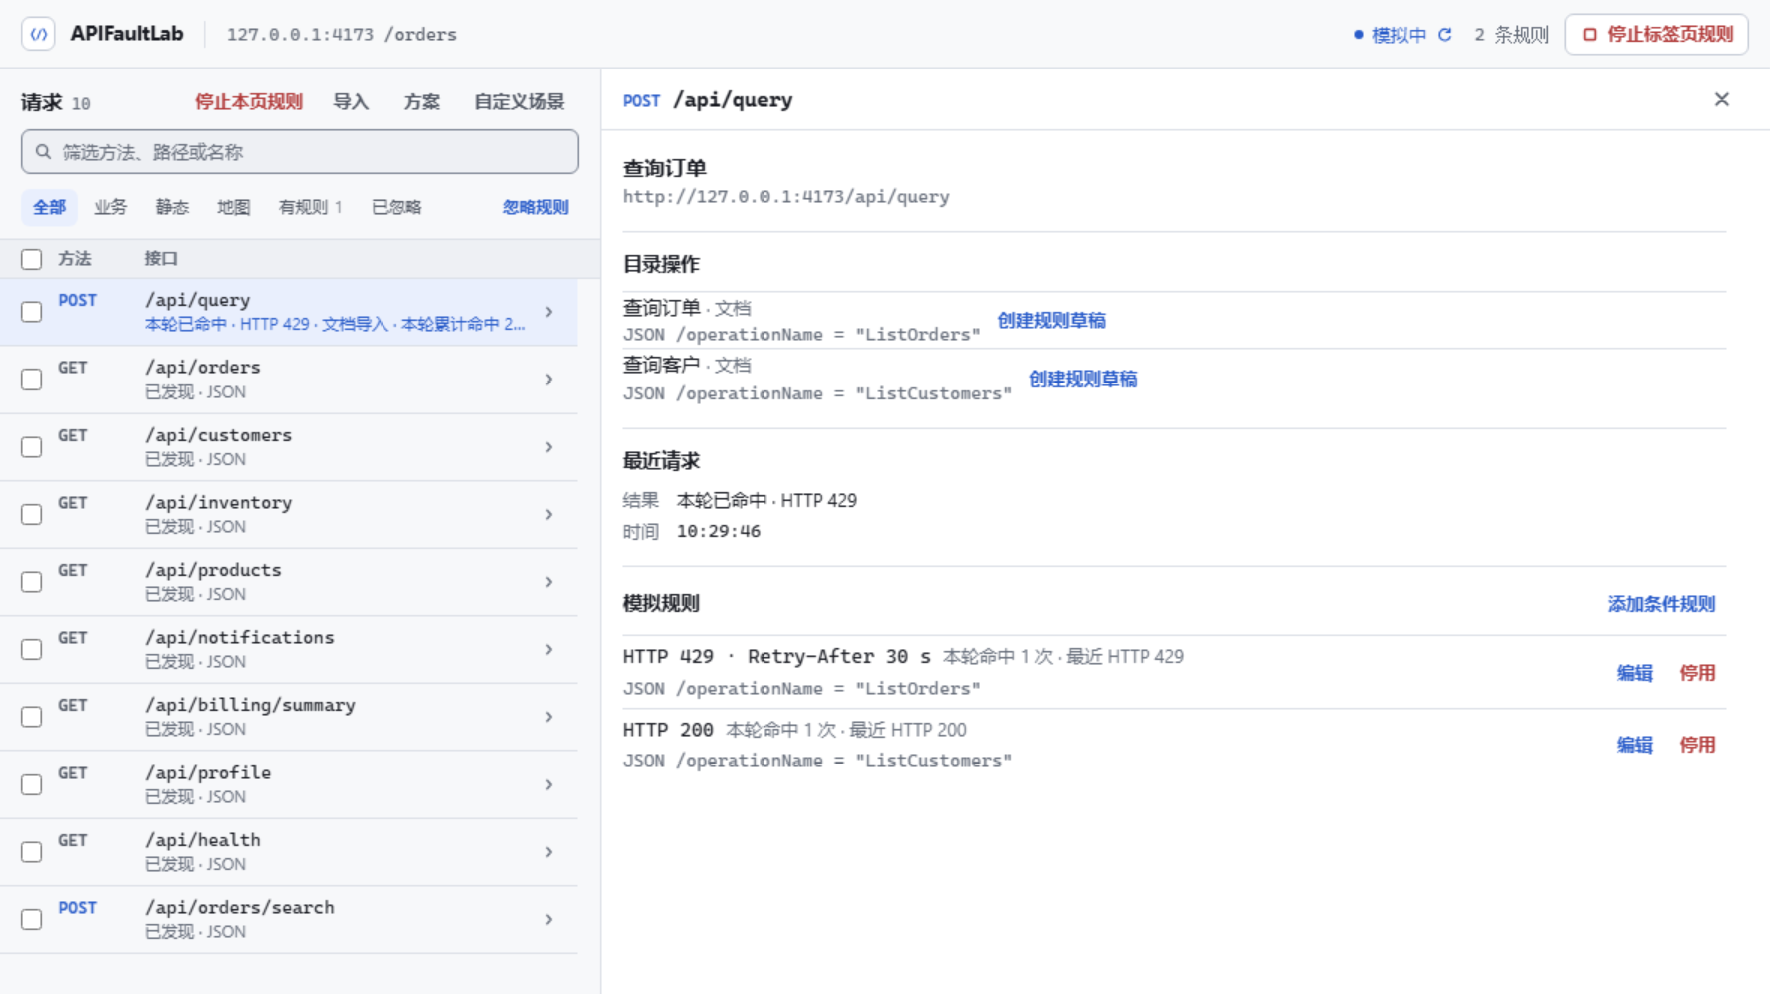 APIFaultLab 127.0.0.1:4173 /orders 模拟中 2 条规则 停止标签页规则
请求 10 停止本页规则 导入 方案 自定义场景
筛选方法、路径或名称
全部 业务 静态 地图 有规则 1 已忽略 忽略规则
方法 接口
POST /api/query
本轮已命中 · HTTP 429 · 文档导入 · 本轮累计命中 2...
GET /api/orders
已发现 · JSON
GET /api/customers
已发现 · JSON
GET /api/inventory
已发现 · JSON
GET /api/products
已发现 · JSON
GET /api/notifications
已发现 · JSON
GET /api/billing/summary
已发现 · JSON
GET /api/profile
已发现 · JSON
GET /api/health
已发现 · JSON
POST /api/orders/search
已发现 · JSON
POST /api/query
查询订单
http://127.0.0.1:4173/api/query
目录操作
查询订单 · 文档
JSON /operationName = "ListOrders" 创建规则草稿
查询客户 · 文档
JSON /operationName = "ListCustomers" 创建规则草稿
最近请求
结果 本轮已命中 · HTTP 429
时间 10:29:46
模拟规则 添加条件规则
HTTP 429 · Retry-After 30 s 本轮命中 1 次 · 最近 HTTP 429
JSON /operationName = "ListOrders" 编辑 停用
HTTP 200 本轮命中 1 次 · 最近 HTTP 200
JSON /operationName = "ListCustomers" 编辑 停用